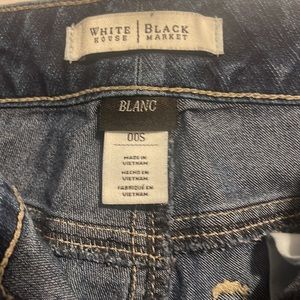 WHITE | BLACK
HOUSE | MARKET
BLANC
00S
MADE IN
VIETNAM
HECHO EN
VIETNAM
FABRIQUÉ EN
VIETNAM